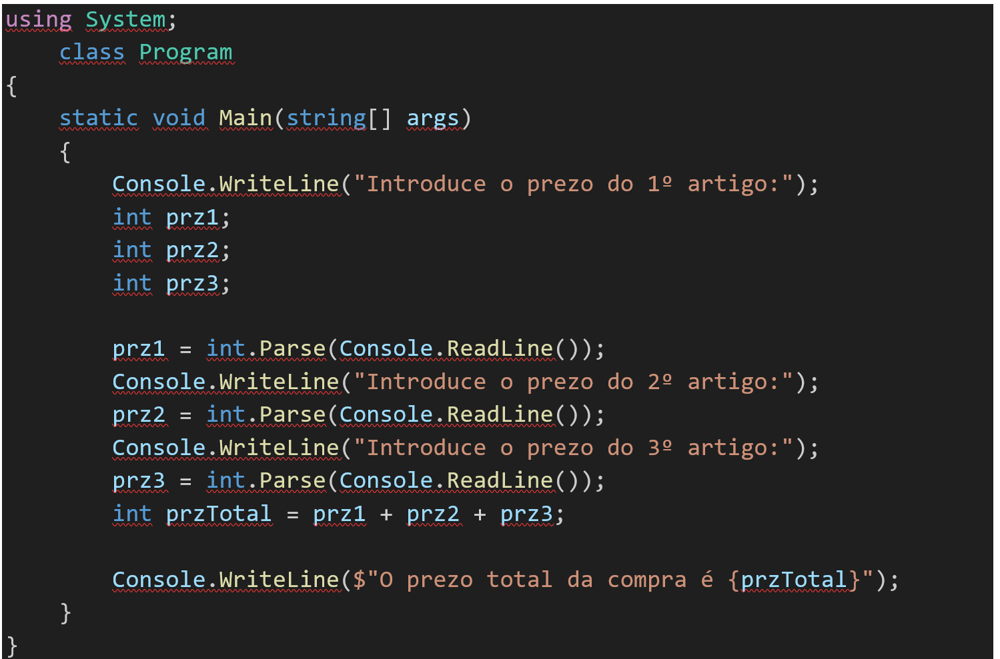 using System;
    class Program
{
    static void Main(string[] args)
    {
        Console.WriteLine("Introduce o prezo do 1º artigo:");
        int prz1;
        int prz2;
        int prz3;

        prz1 = int.Parse(Console.ReadLine());
        Console.WriteLine("Introduce o prezo do 2º artigo:");
        prz2 = int.Parse(Console.ReadLine());
        Console.WriteLine("Introduce o prezo do 3º artigo:");
        prz3 = int.Parse(Console.ReadLine());
        int przTotal = prz1 + prz2 + prz3;

        Console.WriteLine($"O prezo total da compra é {przTotal}");
    }
}